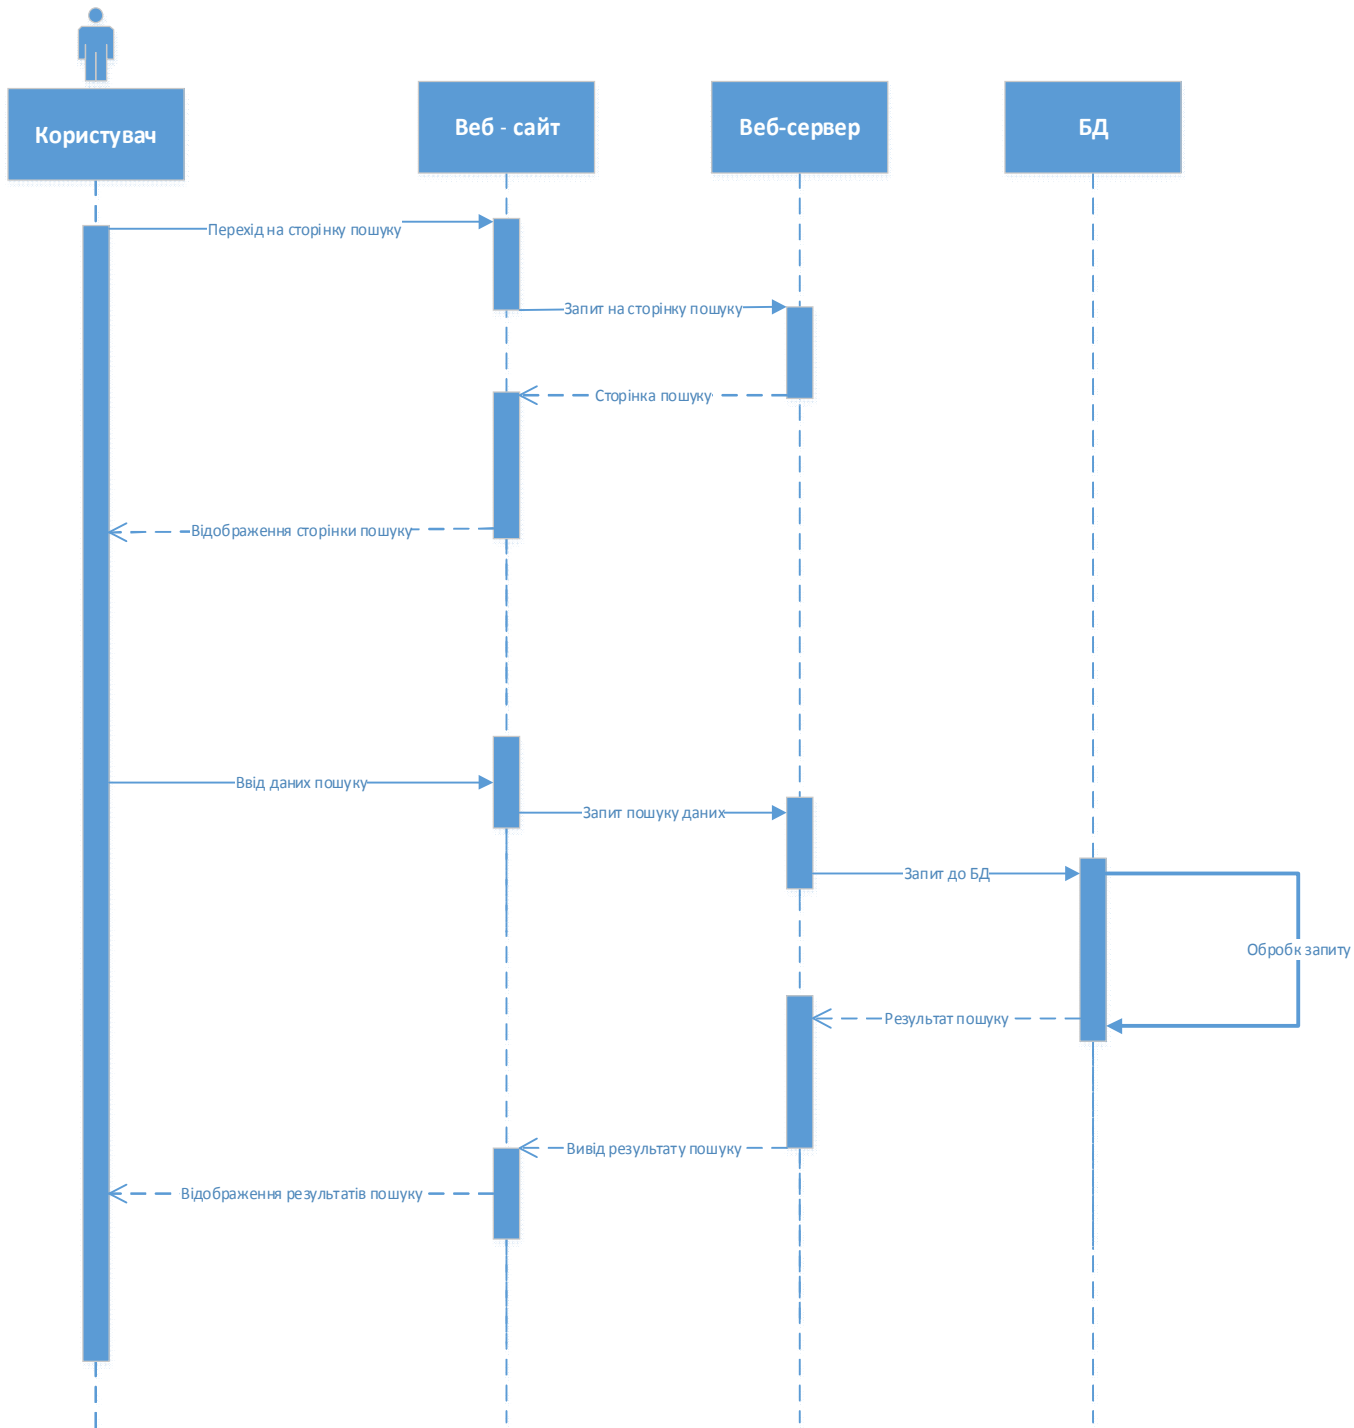 Користувач
Веб - сайт
Веб-сервер
БД
Перехід на сторінку пошуку
Запит на сторінку пошуку
Сторінка пошуку
Відображення сторінки пошуку
Ввід даних пошуку
Запит пошуку даних
Запит до БД
Обробк запиту
Результат пошуку
Вивід результату пошуку
Відображення результатів пошуку